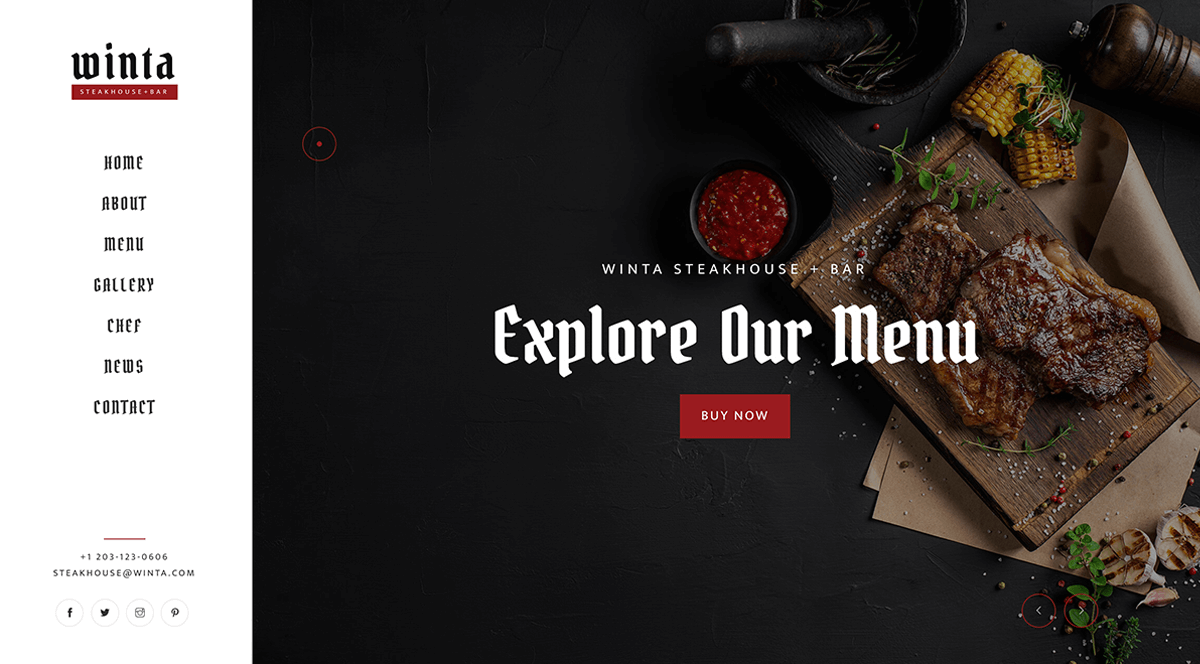 winta
STEAKHOUSE+BAR
HOME
ABOUT
MENU
GALLERY
CHEF
NEWS
CONTACT
+1 203-123-0606
STEAKHOUSE@WINTA.COM
WINTA STEAKHOUSE + BAR
Explore Our Menu
BUY NOW